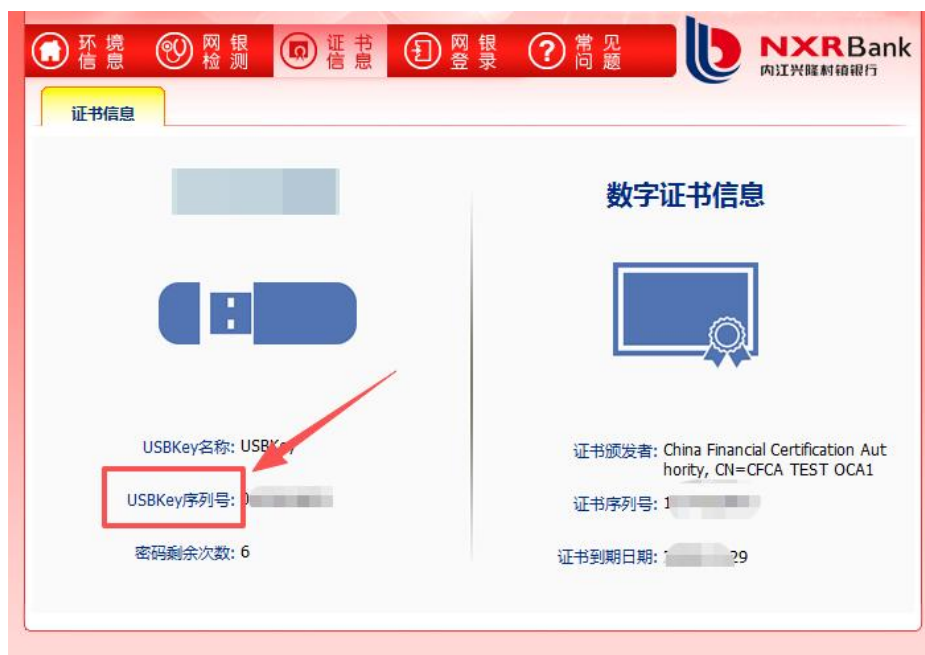 环境信息
网银检测
证书信息
网银登录
常见问题
NXRBank
内江兴隆村镇银行
证书信息
数字证书信息
USBKey名称: USBKey
USBKey序列号:
密码剩余次数: 6
证书颁发者: China Financial Certification Aut
hority, CN=CFCA TEST OCA1
证书序列号: 1
证书到期日期: 29